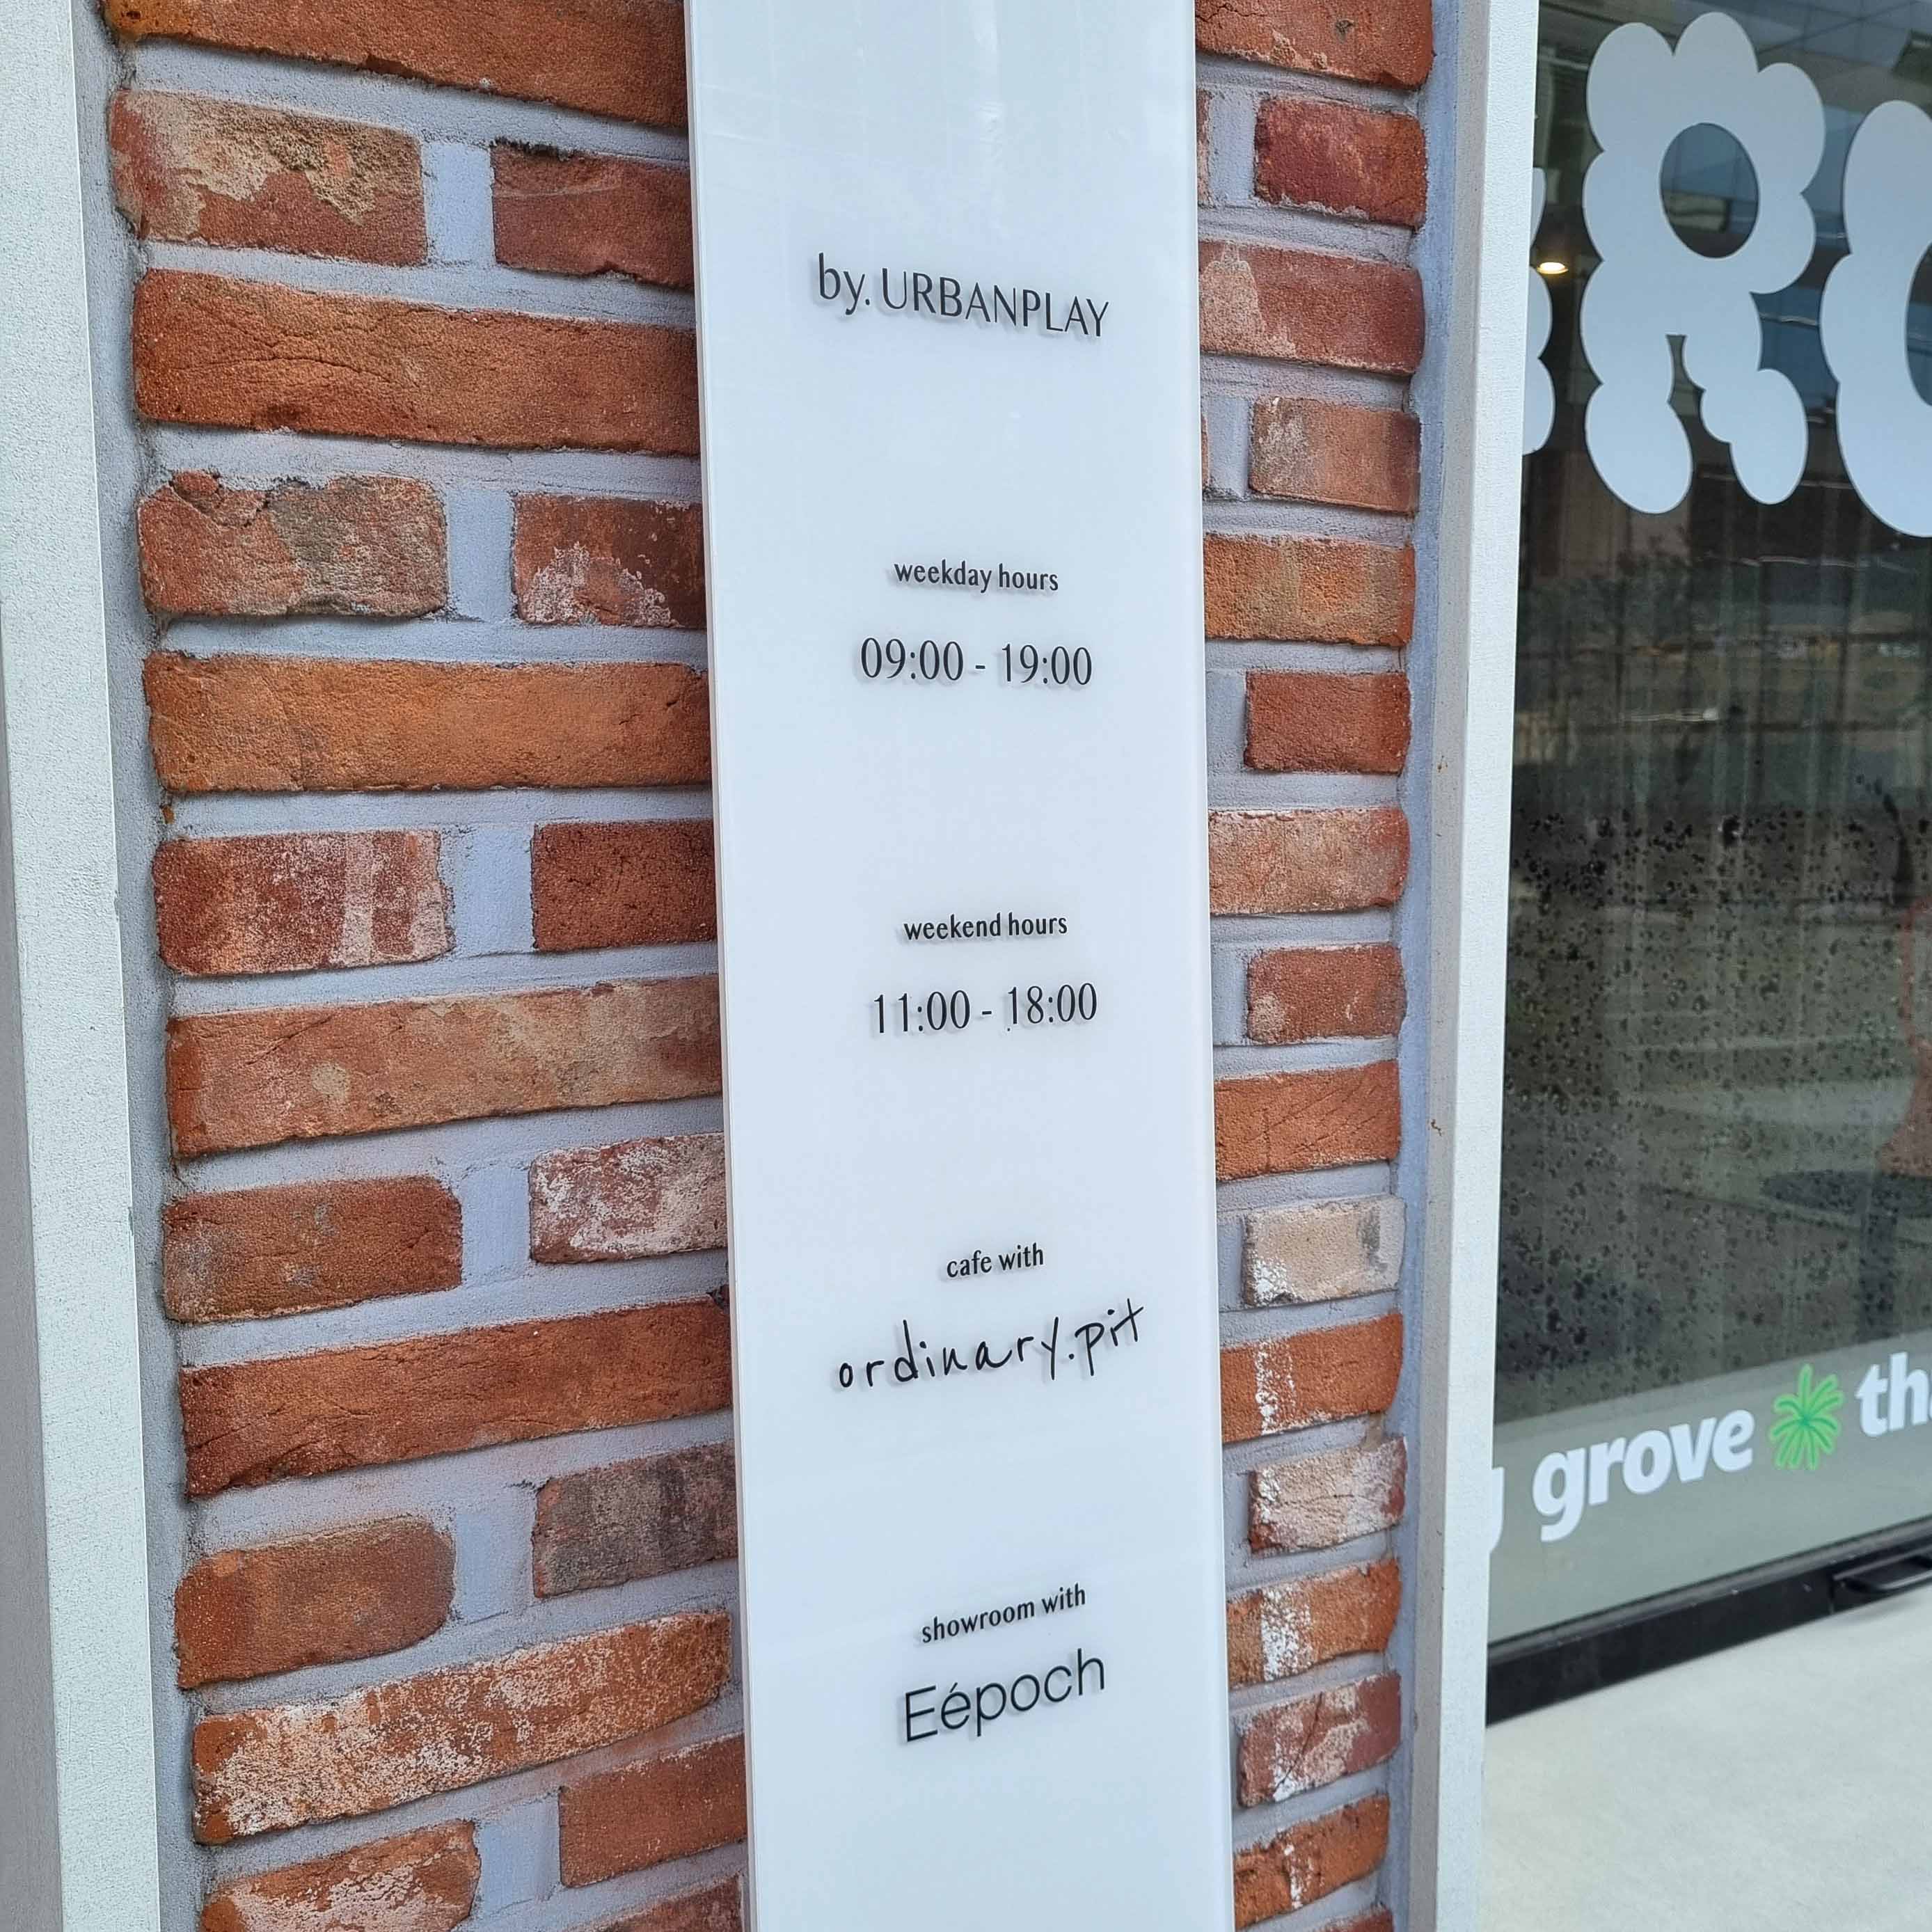 by. URBANPLAY
weekday hours
09:00 - 19:00
weekend hours
11:00 - 18:00
cafe with
ordinary.pit
showroom with
Eépoch
grove